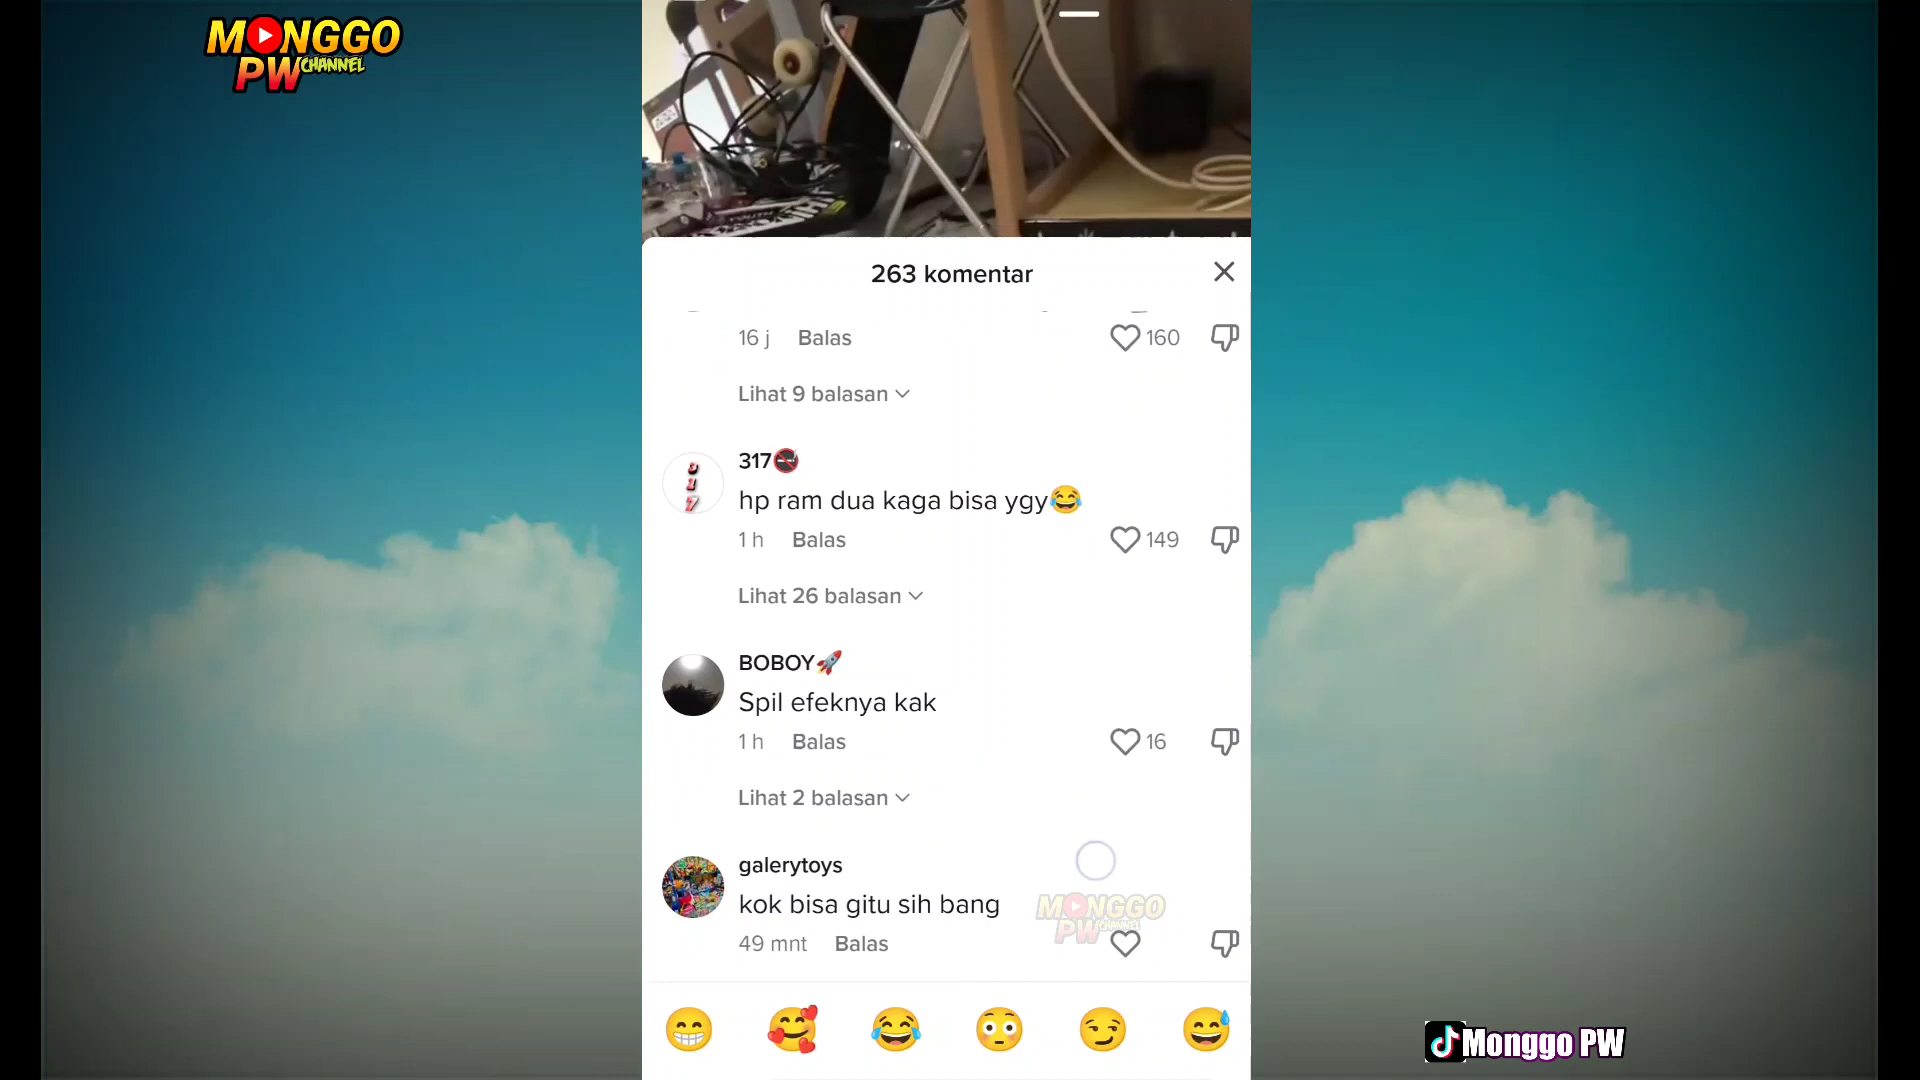 MONGGO
PW CHANNEL
263 komentar
16 j Balas 160
Lihat 9 balasan
317
317
hp ram dua kaga bisa ygy😂
1 h Balas 149
Lihat 26 balasan
BOBOY🚀
Spil efeknya kak
1 h Balas 16
Lihat 2 balasan
galerytoys
kok bisa gitu sih bang
MONGGO
PW CHANNEL
49 mnt Balas
Monggo PW